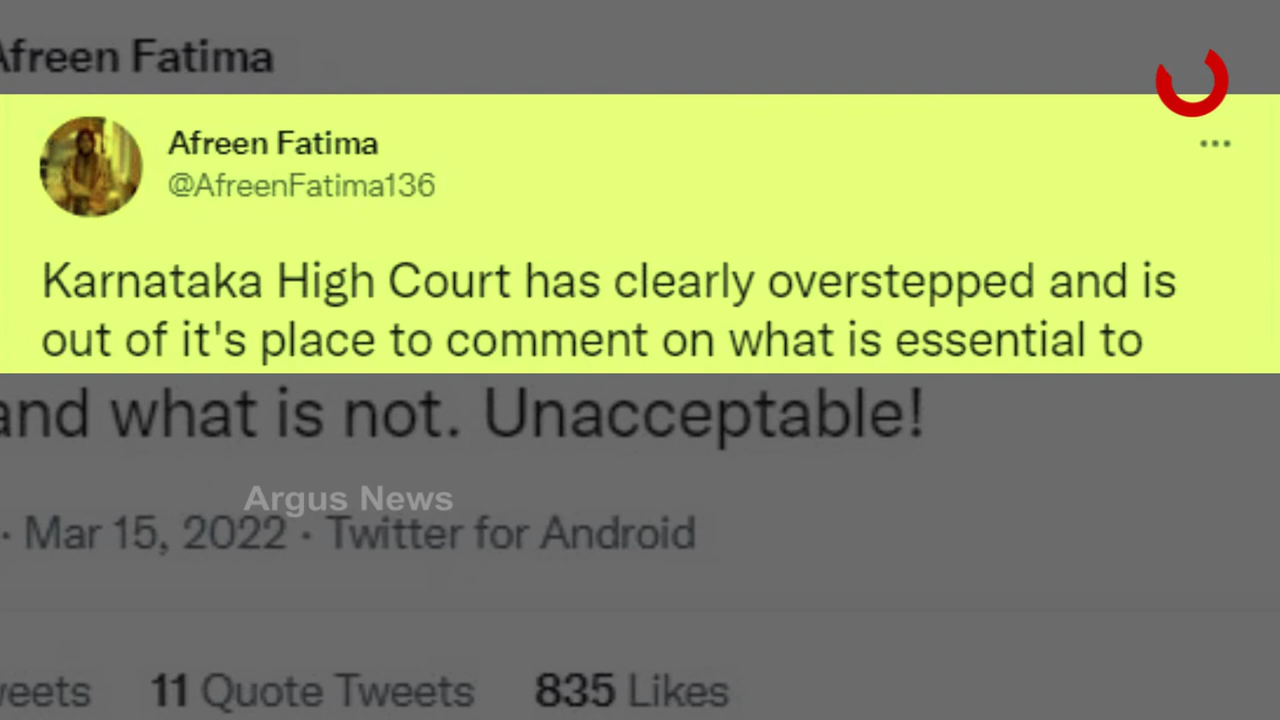 Afreen Fatima
Afreen Fatima
@AfreenFatima136
Karnataka High Court has clearly overstepped and is
out of it's place to comment on what is essential to
and what is not. Unacceptable!
Argus News
· Mar 15, 2022 · Twitter for Android
weets 11 Quote Tweets 835 Likes